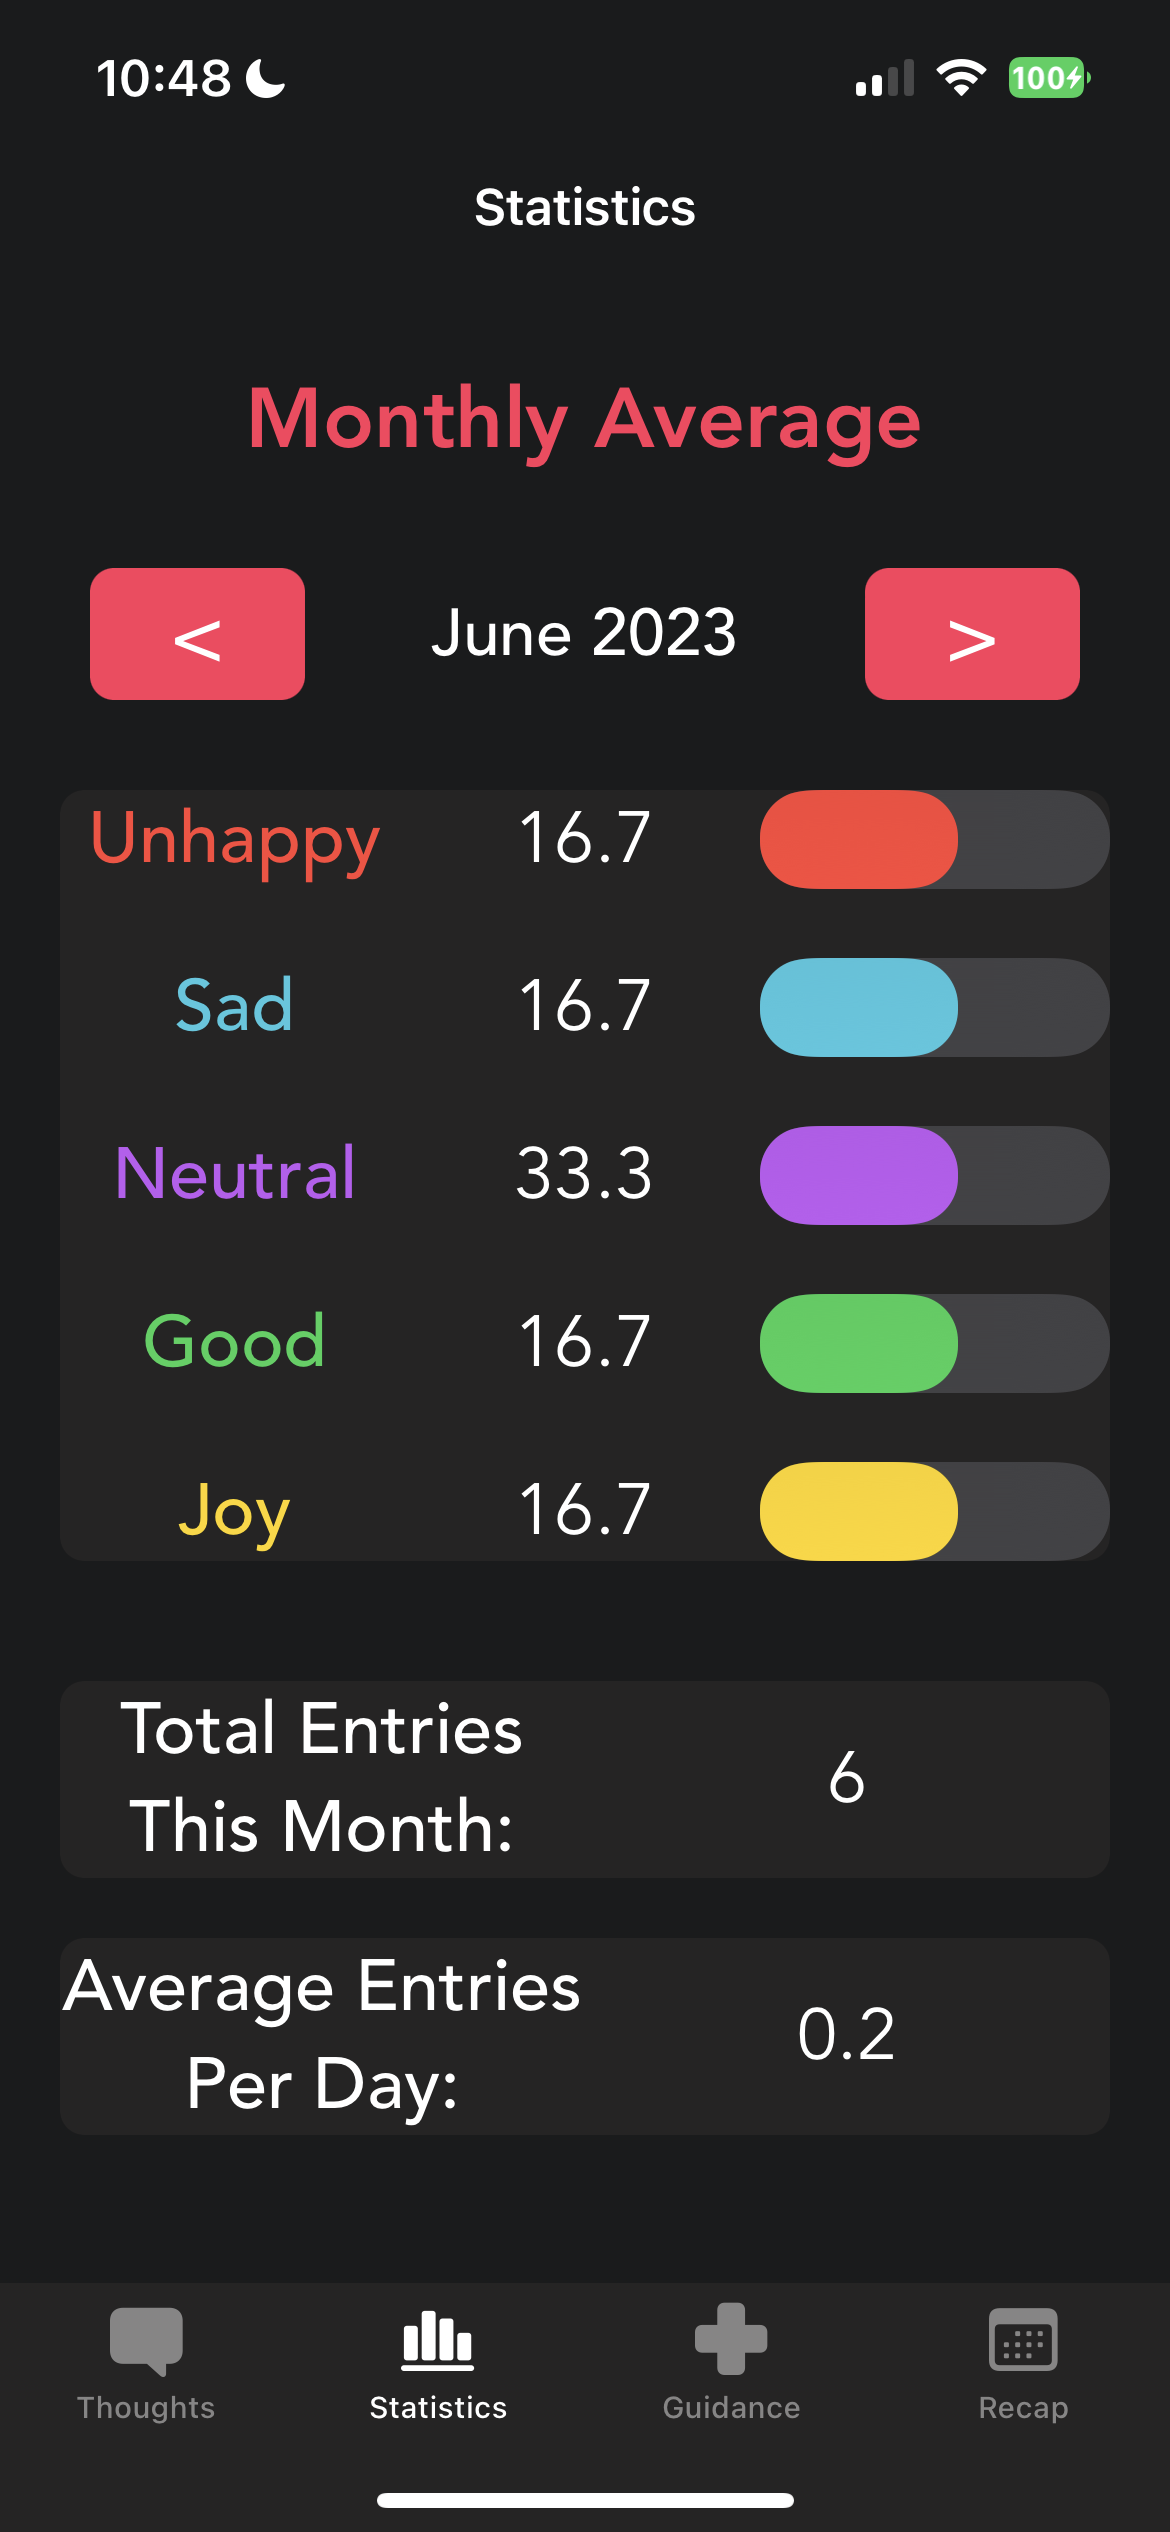 10:48
100
Statistics
Monthly Average
< June 2023 >
Unhappy 16.7
Sad 16.7
Neutral 33.3
Good 16.7
Joy 16.7
Total Entries
This Month:
6
Average Entries
Per Day:
0.2
Thoughts Statistics Guidance Recap